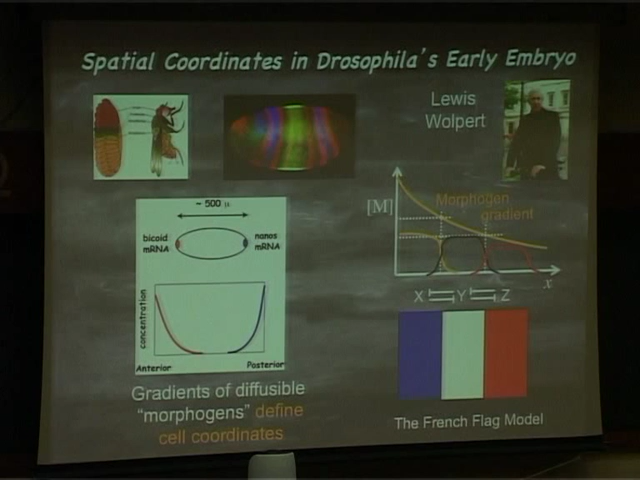 Spatial Coordinates in Drosophila's Early Embryo
Lewis
Wolpert
~ 500 μ
bicoid
mRNA
nanos
mRNA
concentration
Anterior
Posterior
Gradients of diffusible
"morphogens" define
cell coordinates
[M]
Morphogen
gradient
x
X Y Z
The French Flag Model